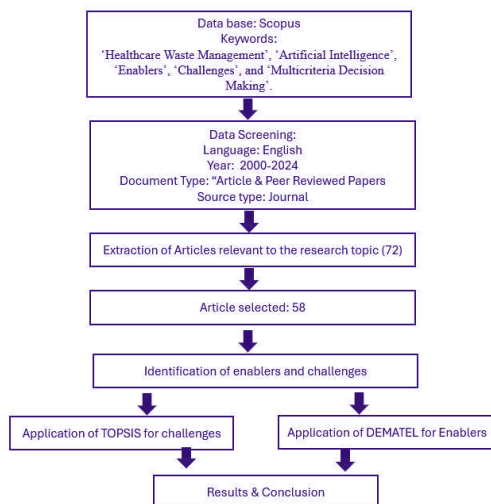 Data base: Scopus
Keywords:
‘Healthcare Waste Management’, ‘Artificial Intelligence’,
‘Enablers’, ‘Challenges’, and ‘Multicriteria Decision
Making’.
Data Screening:
Language: English
Year: 2000-2024
Document Type: “Article & Peer Reviewed Papers
Source type: Journal
Extraction of Articles relevant to the research topic (72)
Article selected: 58
Identification of enablers and challenges
Application of TOPSIS for challenges
Application of DEMATEL for Enablers
Results & Conclusion